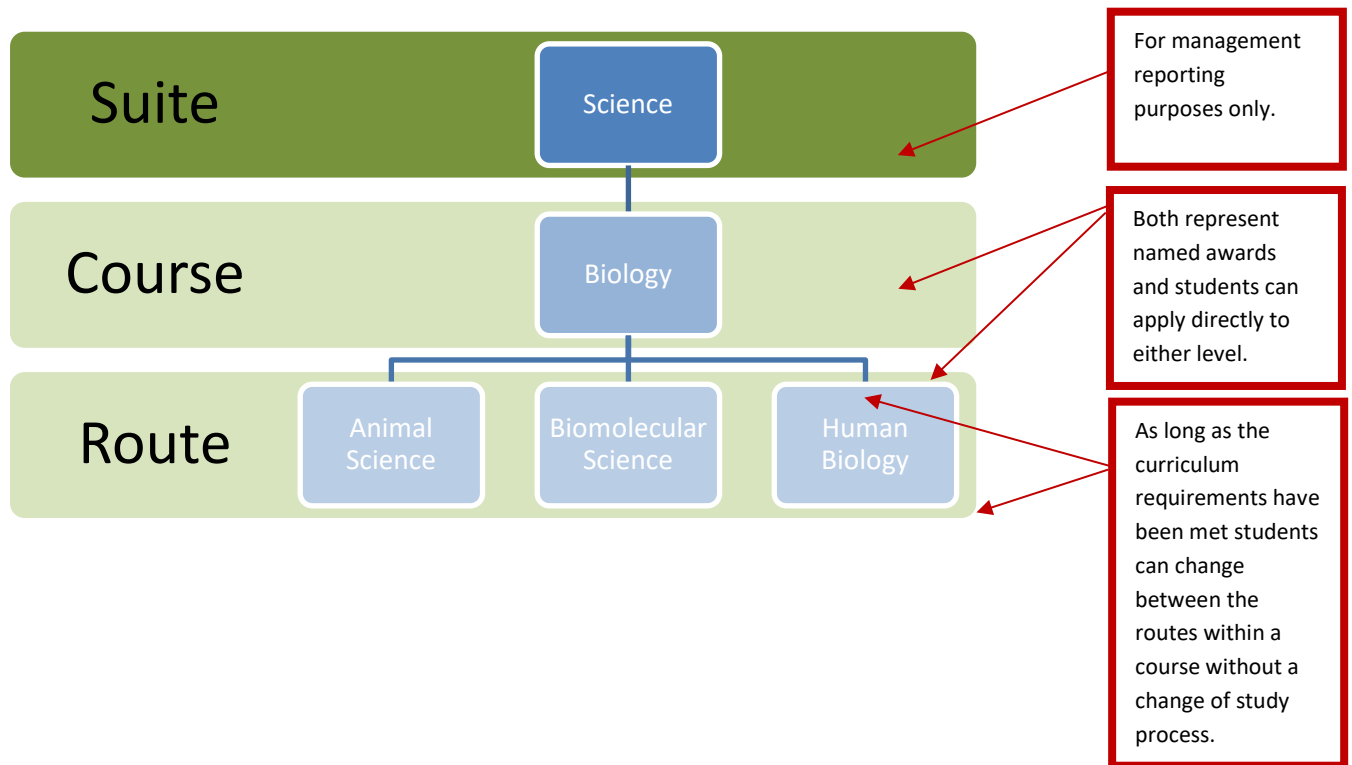 Suite
Science
For management
reporting
purposes only.
Course
Biology
Both represent
named awards
and students can
apply directly to
either level.
Route
Animal
Science
Biomolecular
Science
Human
Biology
As long as the
curriculum
requirements have
been met students
can change
between the
routes within a
course without a
change of study
process.